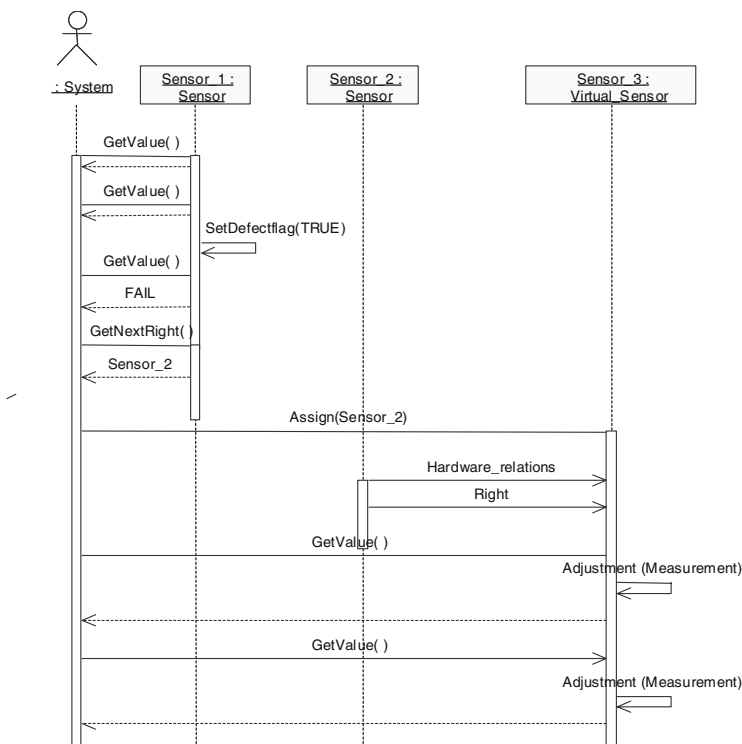 : System
Sensor_1 :
Sensor
Sensor_2 :
Sensor
Sensor_3 :
Virtual_Sensor
GetValue( )
GetValue( )
SetDefectflag(TRUE)
GetValue( )
FAIL
GetNextRight( )
Sensor_2
Assign(Sensor_2)
Hardware_relations
Right
GetValue( )
Adjustment (Measurement)
GetValue( )
Adjustment (Measurement)